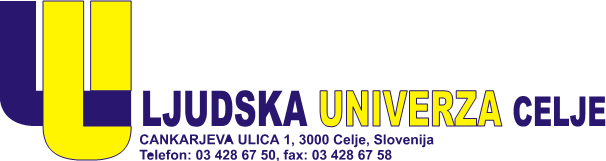 LJUDSKA UNIVERZA CELJE
CANKARJEVA ULICA 1, 3000 Celje, Slovenija
Telefon: 03 428 67 50, fax: 03 428 67 58